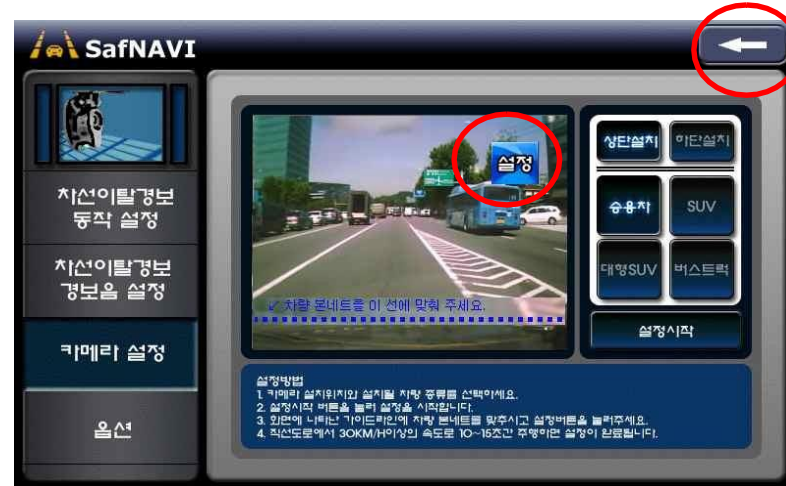 SafNAVI
차선이탈경보
동작 설정
차선이탈경보
경보음 설정
카메라 설정
옵션
설정
✓ 차량 본네트를 이 선에 맞춰 주세요.
상단설치 하단설치
승용차 SUV
대형SUV 버스트럭
설정시작
설정방법
1. 카메라 설치위치와 설치될 차량 종류를 선택하세요.
2. 설정시작 버튼을 눌러 설정을 시작합니다.
3. 화면에 나타난 가이드라인에 차량 본네트를 맞추시고 설정버튼을 눌러주세요.
4. 직선도로에서 30KM/H이상의 속도로 10~15초간 주행하면 설정이 완료됩니다.